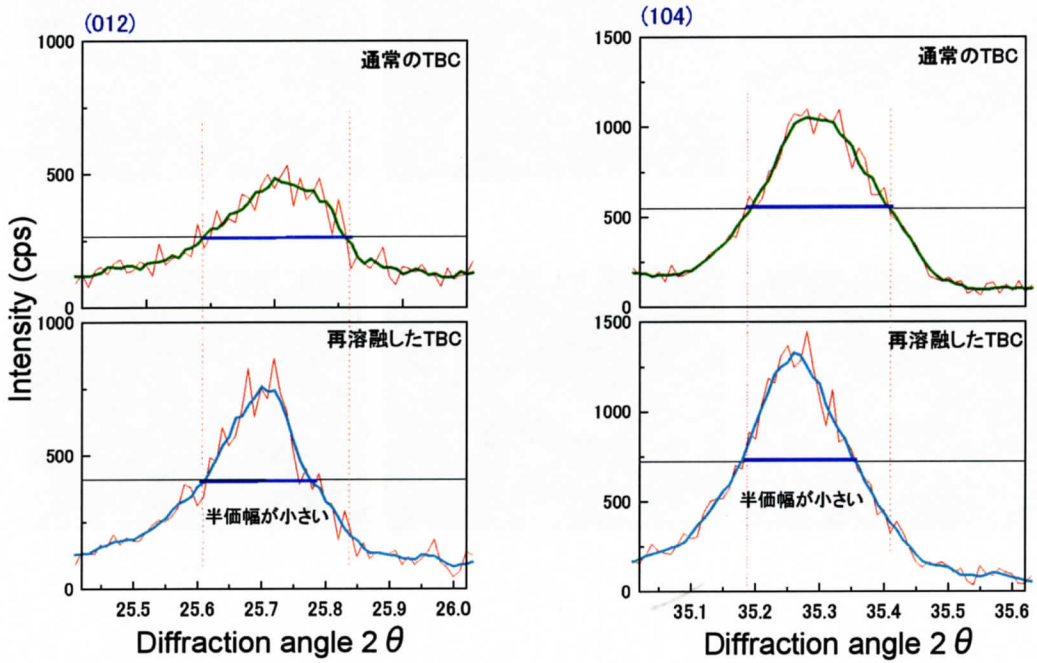 (012)
(104)
1000
通常のTBC
500
0
1500
通常のTBC
1000
500
0
Intensity (cps)
1000
再溶融したTBC
500
半価幅が小さい
0
25.5 25.6 25.7 25.8 25.9 26.0
Diffraction angle 2 θ
1500
再溶融したTBC
1000
500
半価幅が小さい
0
35.1 35.2 35.3 35.4 35.5 35.6
Diffraction angle 2 θ